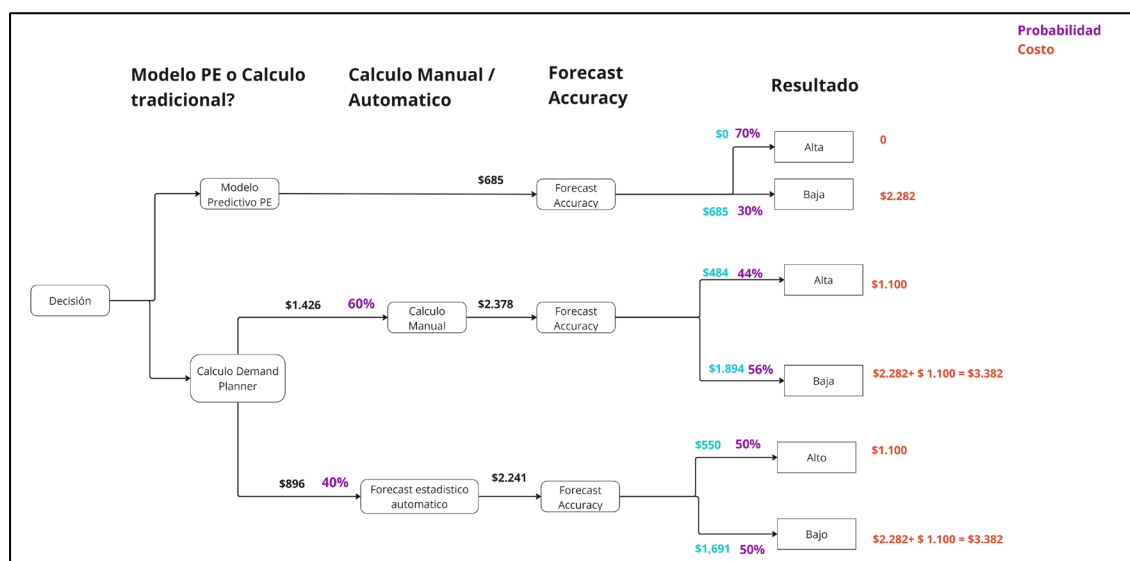 Probabilidad
Costo
Modelo PE o Calculo
tradicional?
Calculo Manual /
Automatico
Forecast
Accuracy
Resultado
$0 70%
Alta
0
Modelo
Predictivo PE
$685
Forecast
Accuracy
Baja
$2.282
$685 30%
Decisión
$484 44%
Alta
$1.100
$1.426 60%
Calculo
Manual
$2.378
Forecast
Accuracy
Calculo Demand
Planner
$1.894 56%
Baja
$2.282+ $ 1.100 = $3.382
$550 50%
Alto
$1.100
$896 40%
Forecast estadistico
automatico
$2.241
Forecast
Accuracy
Bajo
$2.282+ $ 1.100 = $3.382
$1,691 50%